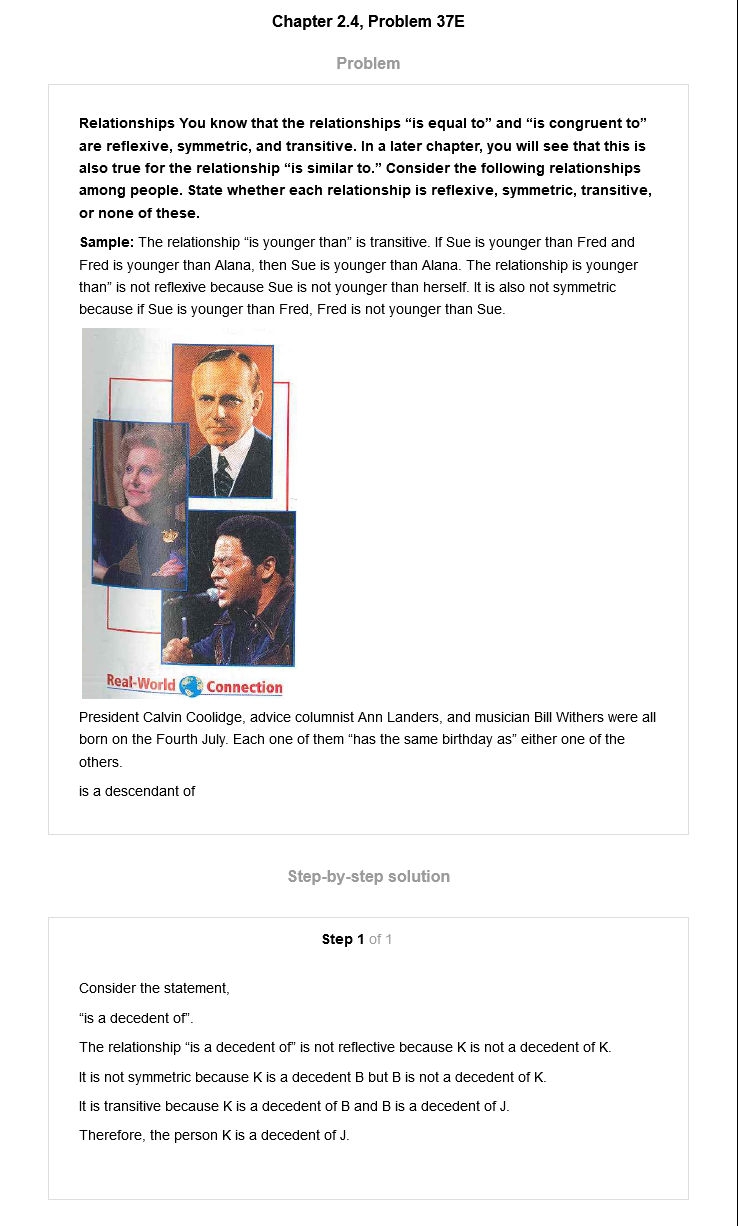 Chapter 2.4, Problem 37E
Problem
Relationships You know that the relationships “is equal to” and “is congruent to”
are reflexive, symmetric, and transitive. In a later chapter, you will see that this is
also true for the relationship “is similar to.” Consider the following relationships
among people. State whether each relationship is reflexive, symmetric, transitive,
or none of these.
Sample: The relationship “is younger than” is transitive. If Sue is younger than Fred and
Fred is younger than Alana, then Sue is younger than Alana. The relationship is younger
than” is not reflexive because Sue is not younger than herself. It is also not symmetric
because if Sue is younger than Fred, Fred is not younger than Sue.
Real-World Connection
President Calvin Coolidge, advice columnist Ann Landers, and musician Bill Withers were all
born on the Fourth July. Each one of them “has the same birthday as” either one of the
others.
is a descendant of
Step-by-step solution
Step 1 of 1
Consider the statement,
“is a decedent of”.
The relationship “is a decedent of” is not reflective because K is not a decedent of K.
It is not symmetric because K is a decedent B but B is not a decedent of K.
It is transitive because K is a decedent of B and B is a decedent of J.
Therefore, the person K is a decedent of J.